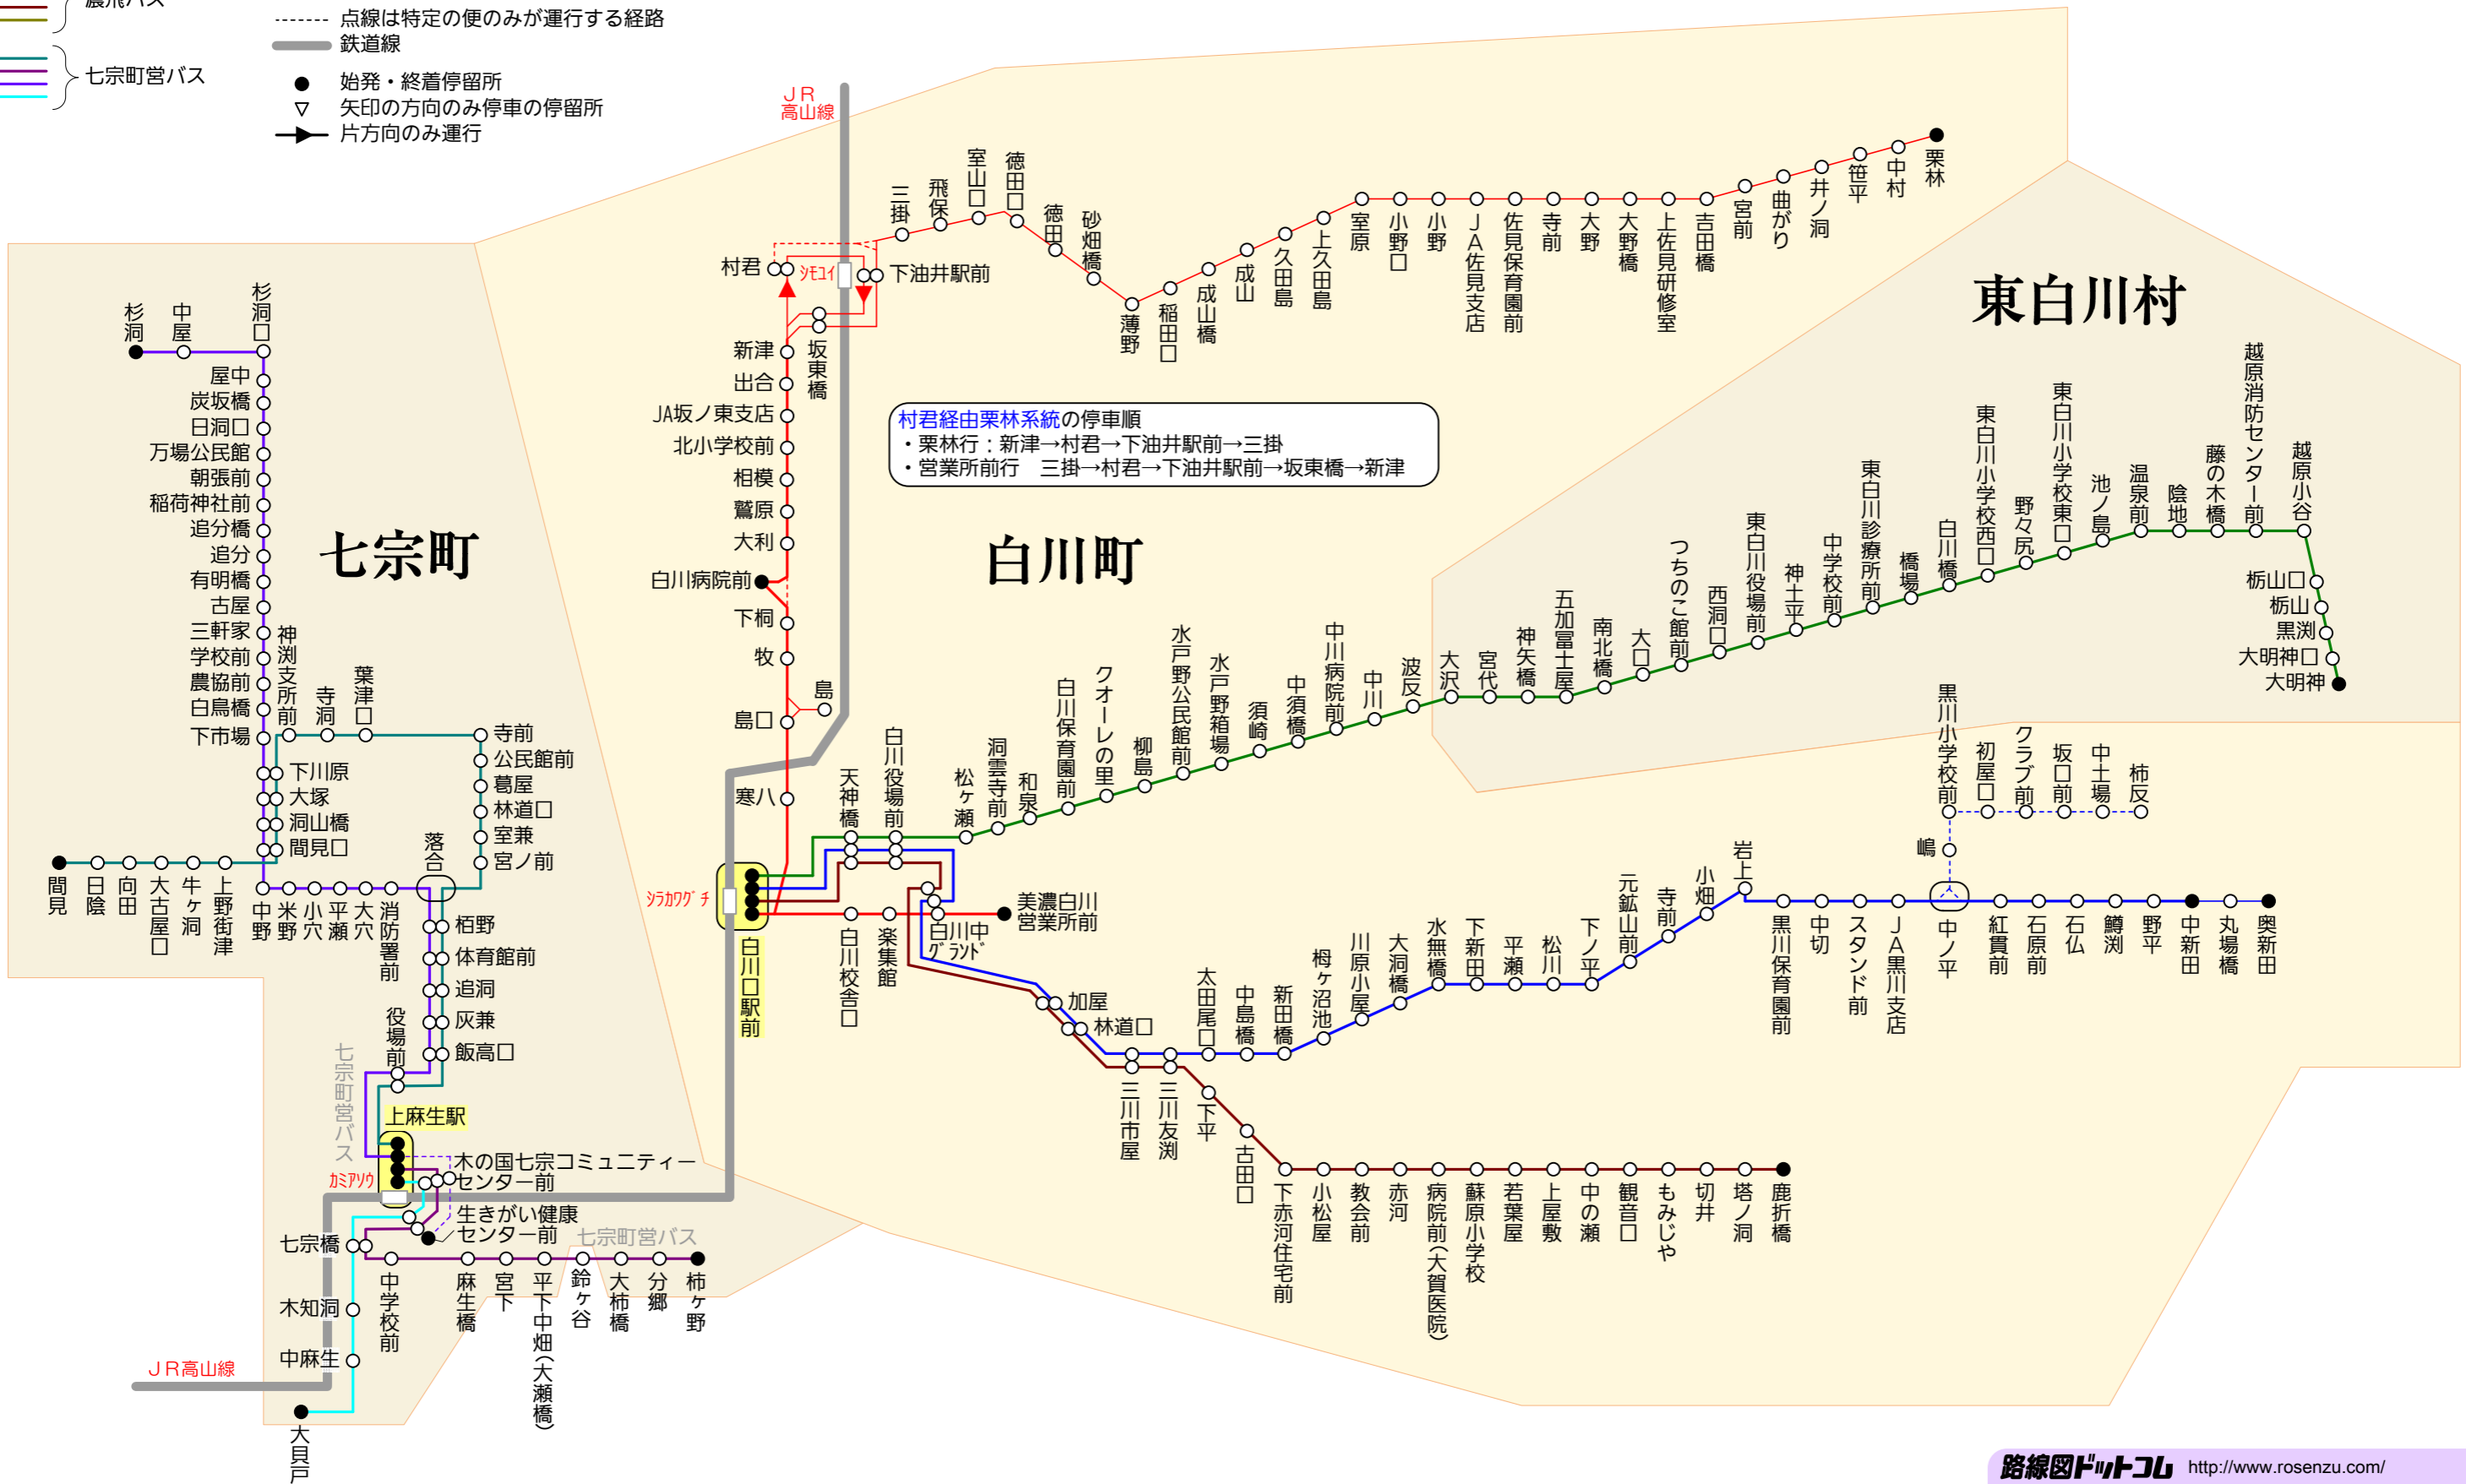 濃飛バス
七宗町営バス
点線は特定の便のみが運行する経路
鉄道線
始発・終着停留所
矢印の方向のみ停車の停留所
片方向のみ運行
ＪＲ
高山線
三掛
飛保
室山口
徳田口
徳田
砂畑橋
薄野
稲田口
成山橋
成山
久田島
上久田島
室原
小野口
小野
ＪＡ佐見支店
佐見保育園前
寺前
大野
大野橋
上佐見研修室
吉田橋
宮前
曲がり
井ノ洞
笹平
中村
栗林
村君
ｼﾓﾕｲ
下油井駅前
坂東橋
新津
出合
JA坂ノ東支店
北小学校前
相模
鷲原
大利
白川病院前
下桐
牧
島
島口
寒八
村君経由栗林系統の停車順
・栗林行：新津→村君→下油井駅前→三掛
・営業所前行　三掛→村君→下油井駅前→坂東橋→新津
七宗町
白川町
東白川村
杉洞
中屋
杉洞口
屋中
炭坂橋
日洞口
万場公民館
朝張前
稲荷神社前
追分橋
追分
有明橋
古屋
三軒家
学校前
農協前
白鳥橋
下市場
神渕支所前
寺洞
葉津口
寺前
公民館前
葛屋
林道口
室兼
宮ノ前
下川原
大塚
洞山橋
間見口
落合
間見
日陰
向田
大古屋口
牛ヶ洞
上野街津
中野
米野
小穴
平瀬
大穴
消防署前
栢野
体育館前
追洞
灰兼
飯高口
役場前
七宗町営バス
上麻生駅
ｶﾐｱｿｳ
木の国七宗コミュニティー
センター前
生きがい健康
センター前
七宗町営バス
七宗橋
木知洞
中麻生
大貝戸
ＪＲ高山線
中学校前
麻生橋
宮下
平下中畑(大瀬橋)
鈴ヶ谷
大柿橋
分郷
柿ヶ野
ｼﾗｶﾜｸﾞﾁ
白川口駅前
天神橋
白川役場前
松ヶ瀬
洞雲寺前
和泉
白川保育園前
クオーレの里
柳島
水戸野公民館前
水戸野箱場
須崎
中須橋
中川病院前
中川
波反
大沢
宮代
神矢橋
五加冨士屋
南北橋
大口
つちのこ館前
西洞口
東白川役場前
神土平
中学校前
東白川診療所前
橋場
白川橋
東白川小学校西口
野々尻
東白川小学校東口
池ノ島
温泉前
陰地
藤の木橋
越原消防センター前
越原小谷
栃山口
栃山
黒渕
大明神口
大明神
白川校舎口
楽集館
白川中
ｸﾞﾗﾝﾄﾞ
美濃白川
営業所前
加屋
林道口
三川市屋
三川友渕
太田尾口
中島橋
新田橋
栂ヶ沼池
川原小屋
大洞橋
水無橋
下新田
平瀬
松川
下ノ平
元鉱山前
寺前
小畑
岩上
黒川保育園前
中切
スタンド前
ＪＡ黒川支店
中ノ平
嶋
黒川小学校前
初屋口
クラブ前
坂口前
中土場
柿反
紅貫前
石原前
石仏
鱒渕
野平
中新田
丸場橋
奥新田
下平
古田口
下赤河住宅前
小松屋
教会前
赤河
病院前(大賀医院)
蘇原小学校
若葉屋
上屋敷
中の瀬
観音口
もみじや
切井
塔ノ洞
鹿折橋
路線図ドットコム http://www.rosenzu.com/